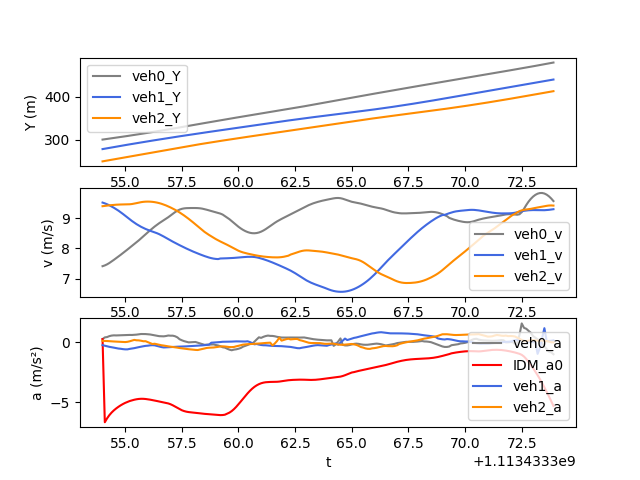 Y (m)
400
300
veh0_Y
veh1_Y
veh2_Y
55.0 57.5 60.0 62.5 65.0 67.5 70.0 72.5
v (m/s)
9
8
7
veh0_v
veh1_v
veh2_v
55.0 57.5 60.0 62.5 65.0 67.5 70.0 72.5
a (m/s²)
0
−5
veh0_a
IDM_a0
veh1_a
veh2_a
55.0 57.5 60.0 62.5 65.0 67.5 70.0 72.5
t
+1.1134333e9